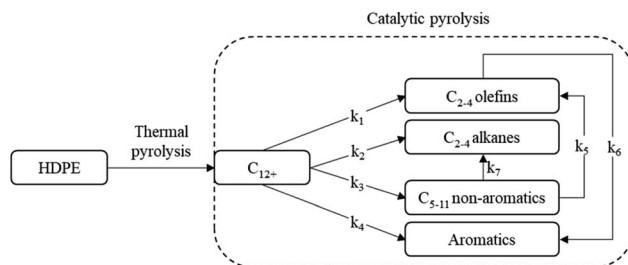 Catalytic pyrolysis
C2-4 olefins
k1
Thermal
pyrolysis
C2-4 alkanes
k2
k5
k6
HDPE
C12+
k7
k3
C5-11 non-aromatics
k4
Aromatics